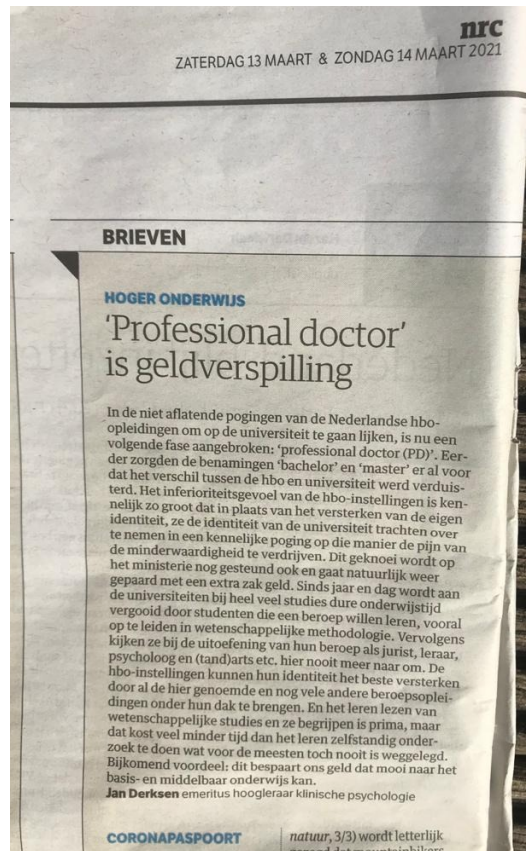 nrc
ZATERDAG 13 MAART & ZONDAG 14 MAART 2021
BRIEVEN
HOGER ONDERWIJS
‘Professional doctor’
is geldverspilling
In de niet aflatende pogingen van de Nederlandse hbo-
opleidingen om op de universiteit te gaan lijken, is nu een
volgende fase aangebroken: ‘professional doctor (PD)’. Eer-
der zorgden de benamingen ‘bachelor’ en ‘master’ er al voor
dat het verschil tussen de hbo en universiteit werd verduis-
terd. Het inferioriteitsgevoel van de hbo-instellingen is ken-
nelijk zo groot dat in plaats van het versterken van de eigen
identiteit, ze de identiteit van de universiteit trachten over
te nemen in een kennelijke poging op die manier de pijn van
de minderwaardigheid te verdrijven. Dit geknoei wordt op
het ministerie nog gesteund ook en gaat natuurlijk weer
gepaard met een extra zak geld. Sinds jaar en dag wordt aan
de universiteiten bij heel veel studies dure onderwijstijd
vergooid door studenten die een beroep willen leren, vooral
op te leiden in wetenschappelijke methodologie. Vervolgens
kijken ze bij de uitoefening van hun beroep als jurist, leraar,
psycholoog en (tand)arts etc. hier nooit meer naar om. De
hbo-instellingen kunnen hun identiteit het beste versterken
door al de hier genoemde en nog vele andere beroepsoplei-
dingen onder hun dak te brengen. En het leren lezen van
wetenschappelijke studies en ze begrijpen is prima, maar
dat kost veel minder tijd dan het leren zelfstandig onder-
zoek te doen wat voor de meesten toch nooit is weggelegd.
Bijkomend voordeel: dit bespaart ons geld dat mooi naar het
basis- en middelbaar onderwijs kan.
Jan Derksen emeritus hoogleraar klinische psychologie
CORONAPASPOORT
natuur, 3/3) wordt letterlijk